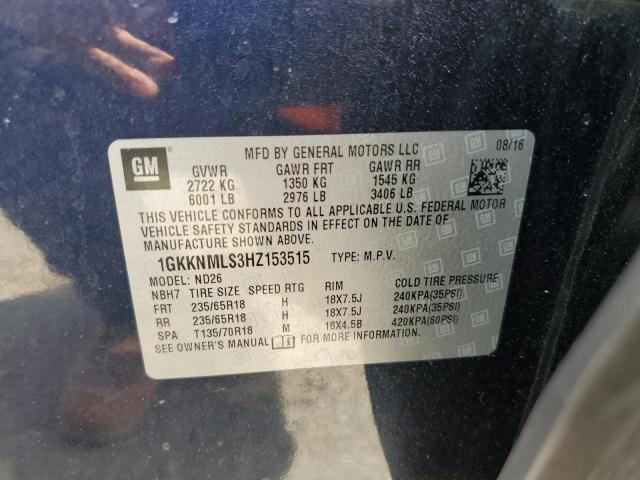 MFD BY GENERAL MOTORS LLC 08/16
GM
GVWR GAWR FRT GAWR RR
2722 KG 1350 KG 1545 KG
6001 LB 2976 LB 3406 LB
THIS VEHICLE CONFORMS TO ALL APPLICABLE U.S. FEDERAL MOTOR
VEHICLE SAFETY STANDARDS IN EFFECT ON THE DATE OF
MANUFACTURE SHOWN ABOVE.
1GKKNMLS3HZ153515 TYPE: M.P.V.
MODEL: ND26
NBH7 TIRE SIZE SPEED RTG RIM COLD TIRE PRESSURE
FRT 235/65R18 H 18X7.5J 240KPA(35PSI)
RR 235/65R18 H 18X7.5J 240KPA(35PSI)
SPA T135/70R18 M 18X4.5B 420KPA(60PSI)
SEE OWNER'S MANUAL FOR MORE INFORMATION.